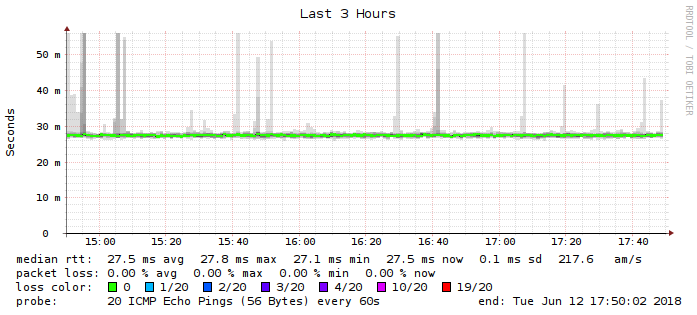 Last 3 Hours
RRDTOOL / TOBI OETIKER
Seconds
50 m
40 m
30 m
20 m
10 m
0
15:00 15:20 15:40 16:00 16:20 16:40 17:00 17:20 17:40
median rtt: 27.5 ms avg 27.8 ms max 27.1 ms min 27.5 ms now 0.1 ms sd 217.6 am/s
packet loss: 0.00 % avg 0.00 % max 0.00 % min 0.00 % now
loss color: 0 1/20 2/20 3/20 4/20 10/20 19/20
probe: 20 ICMP Echo Pings (56 Bytes) every 60s end: Tue Jun 12 17:50:02 2018